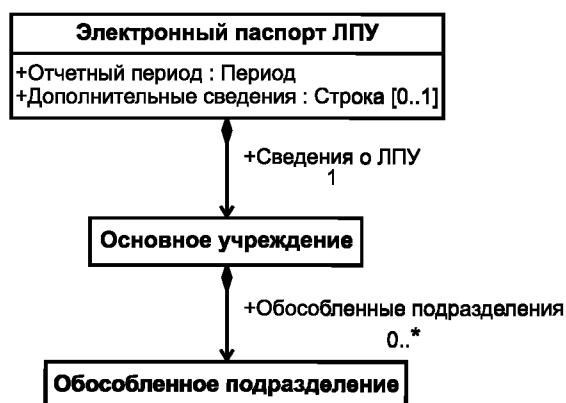 Электронный паспорт ЛПУ
+Отчетный период : Период
+Дополнительные сведения : Строка [0..1]
+Сведения о ЛПУ
1
Основное учреждение
+Обособленные подразделения
0..*
Обособленное подразделение